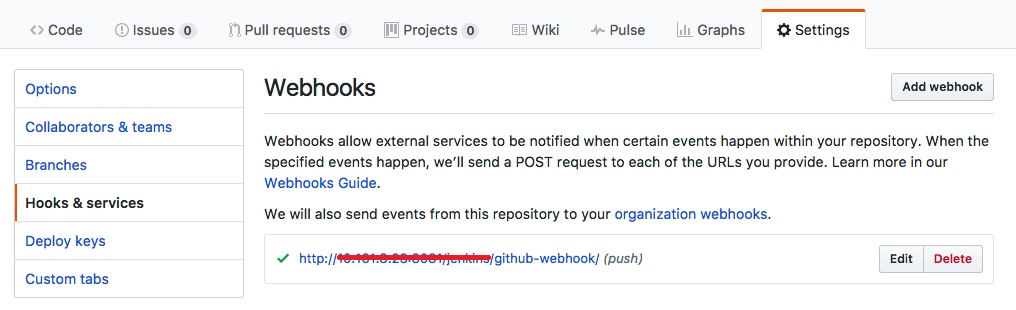 Code Issues 0 Pull requests 0 Projects 0 Wiki Pulse Graphs Settings
Options
Collaborators & teams
Branches
Hooks & services
Deploy keys
Custom tabs
Webhooks
Add webhook
Webhooks allow external services to be notified when certain events happen within your repository. When the
specified events happen, we'll send a POST request to each of the URLs you provide. Learn more in our
Webhooks Guide.
We will also send events from this repository to your organization webhooks.
http:// /github-webhook/ (push) Edit Delete